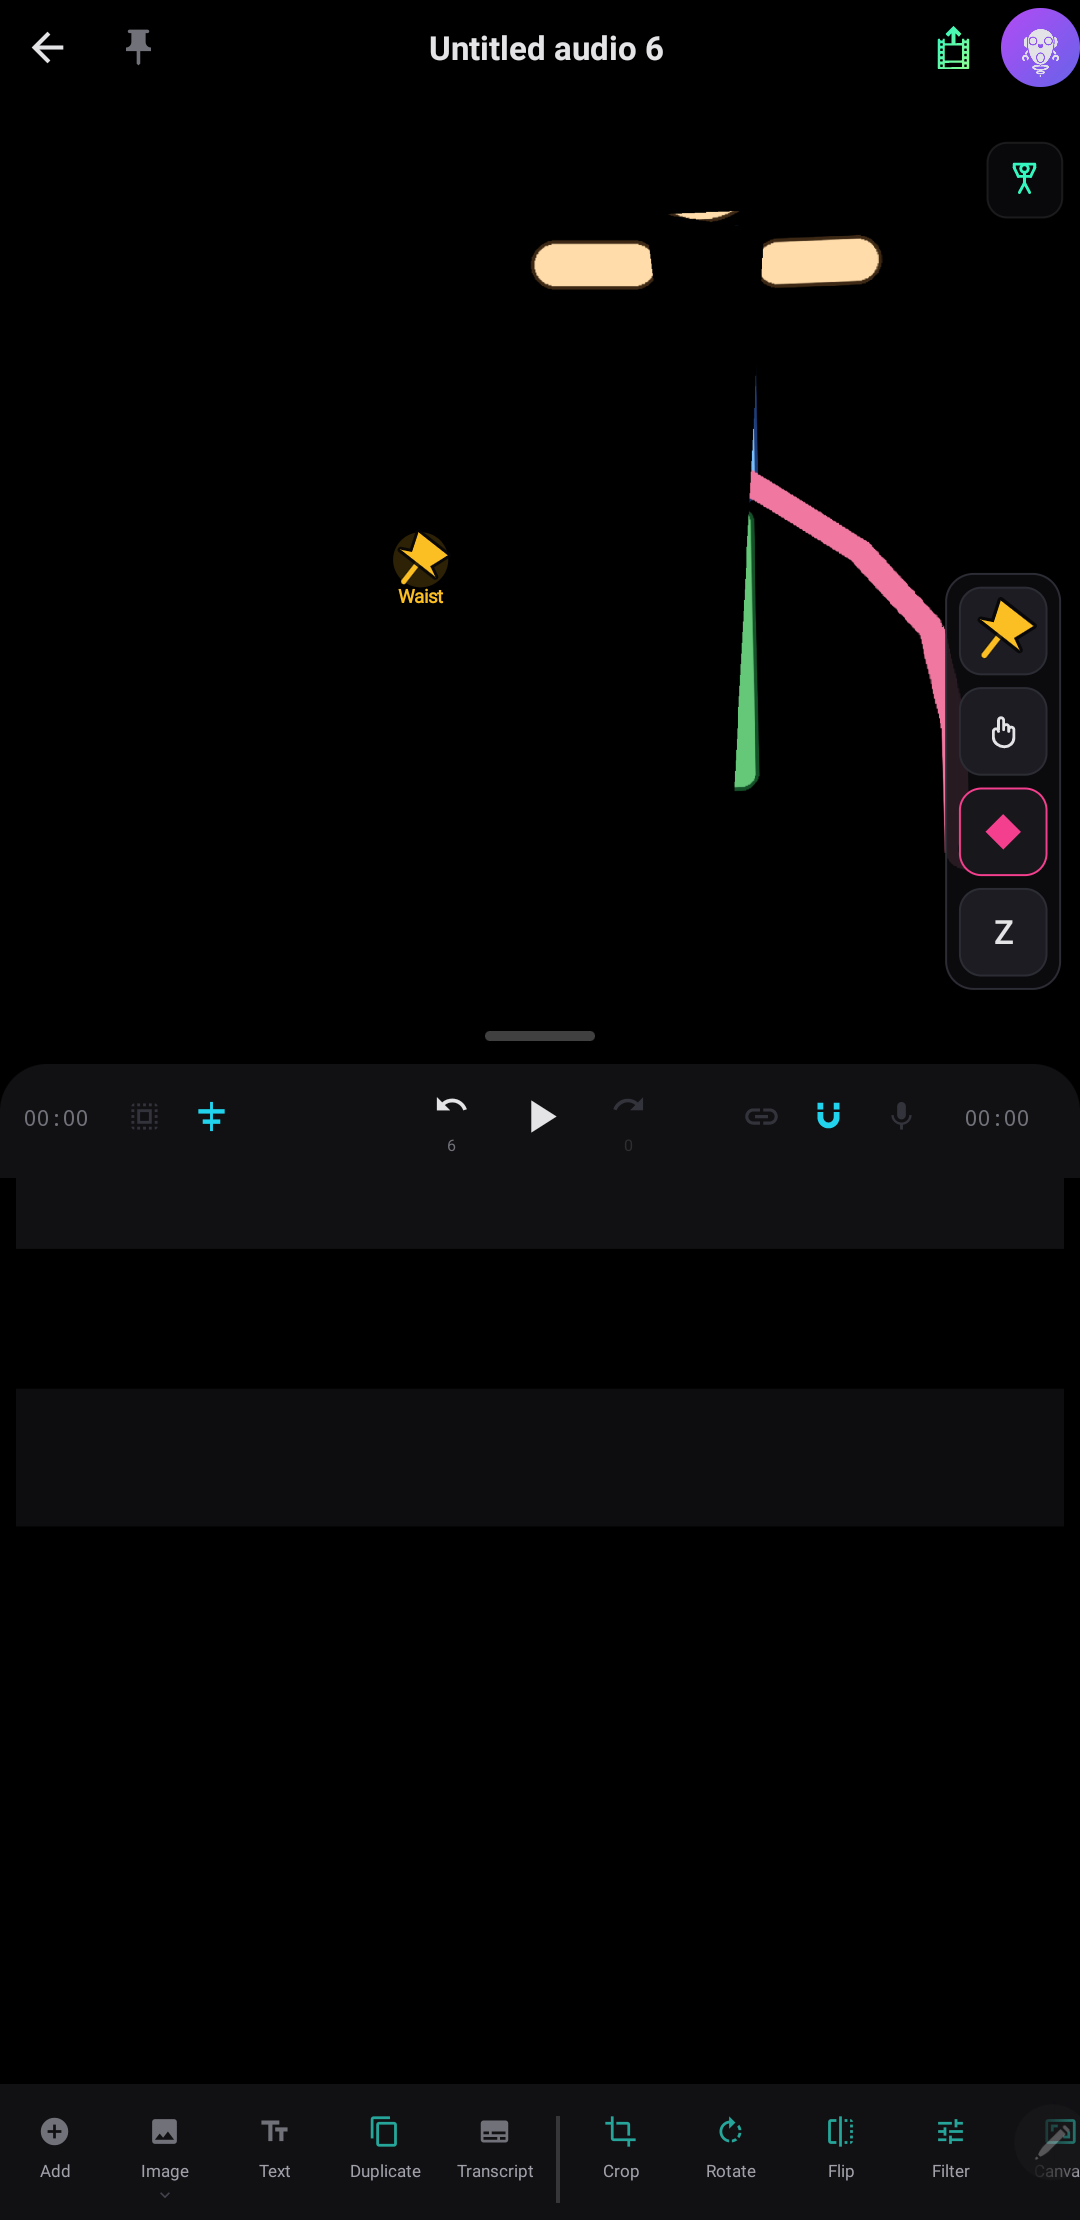 Untitled audio 6
Waist
Z
00:00
6
0
00:00
Add
Image
Text
Duplicate
Transcript
Crop
Rotate
Flip
Filter
Canva